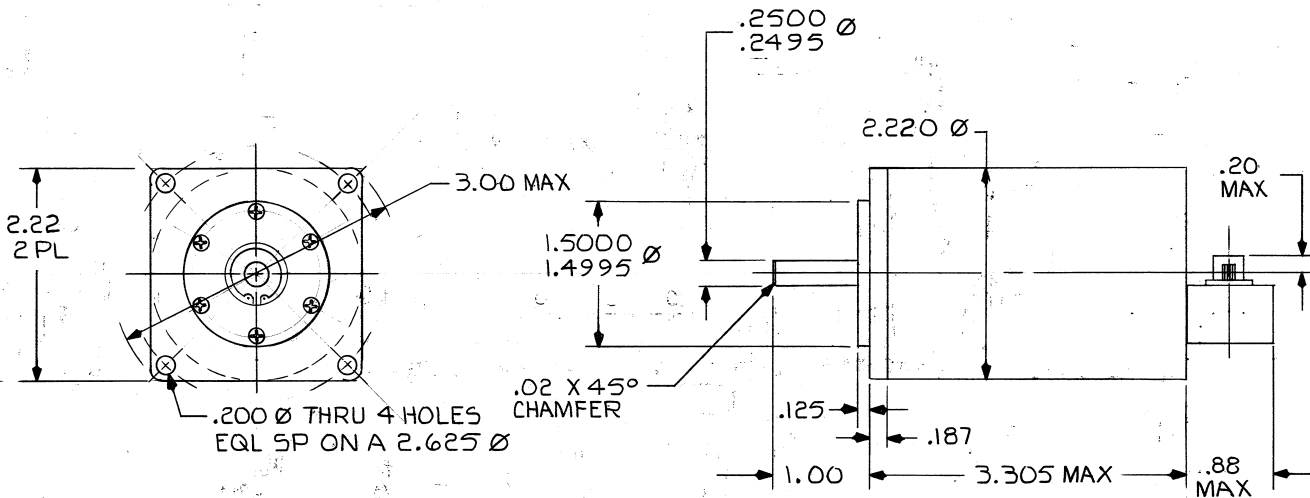 .2500 Ø
.2495
2.220 Ø
.20
MAX
3.00 MAX
2.22
2 PL
1.5000 Ø
1.4995
.02 X 45°
CHAMFER
.125
.187
.200 Ø THRU 4 HOLES
EQL SP ON A 2.625 Ø
1.00
3.305 MAX
.88
MAX